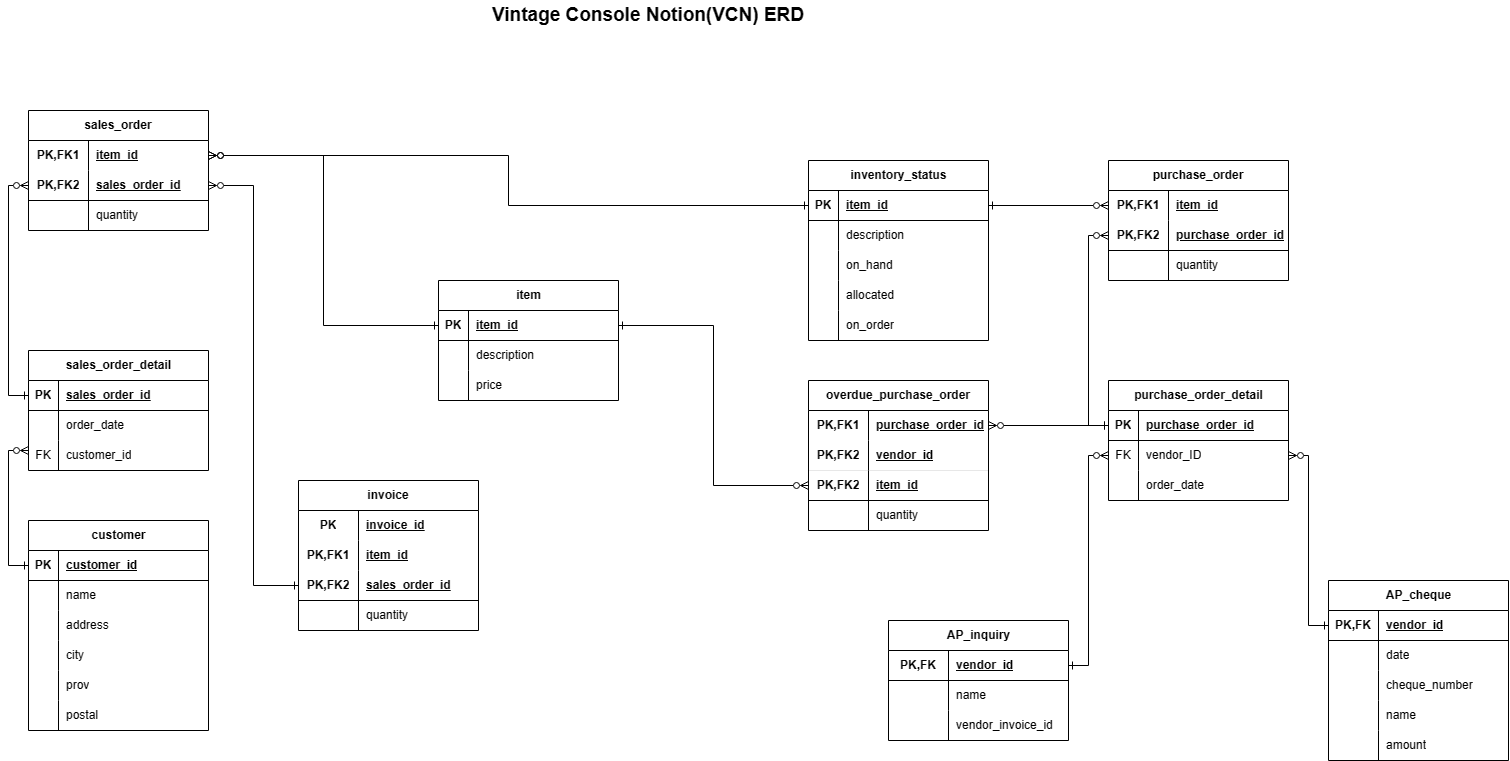 Vintage Console Notion(VCN) ERD
sales_order
PK,FK1 item_id
PK,FK2 sales_order_id
quantity
inventory_status
PK item_id
description
on_hand
allocated
on_order
purchase_order
PK,FK1 item_id
PK,FK2 purchase_order_id
quantity
item
PK item_id
description
price
sales_order_detail
PK sales_order_id
order_date
FK customer_id
overdue_purchase_order
PK,FK1 purchase_order_id
PK,FK2 vendor_id
PK,FK2 item_id
quantity
purchase_order_detail
PK purchase_order_id
FK vendor_ID
order_date
invoice
PK invoice_id
PK,FK1 item_id
PK,FK2 sales_order_id
quantity
customer
PK customer_id
name
address
city
prov
postal
AP_inquiry
PK,FK vendor_id
name
vendor_invoice_id
AP_cheque
PK,FK vendor_id
date
cheque_number
name
amount